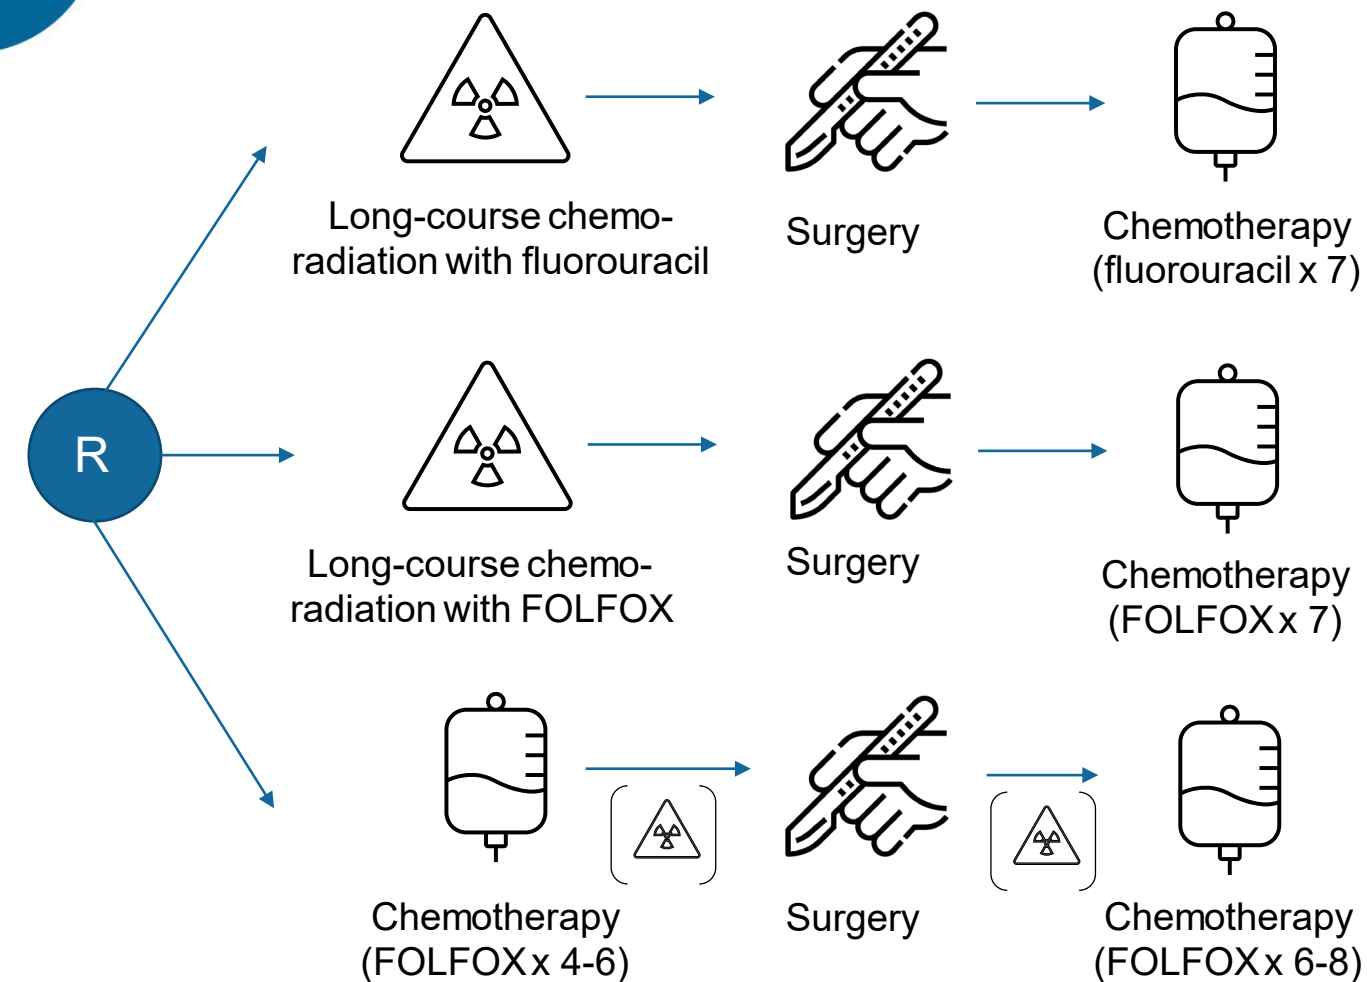 Long-course chemo-
radiation with fluorouracil
Surgery
Chemotherapy
(fluorouracil x 7)
R
Long-course chemo-
radiation with FOLFOX
Surgery
Chemotherapy
(FOLFOX x 7)
Chemotherapy
(FOLFOX x 4-6)
Surgery
Chemotherapy
(FOLFOX x 6-8)